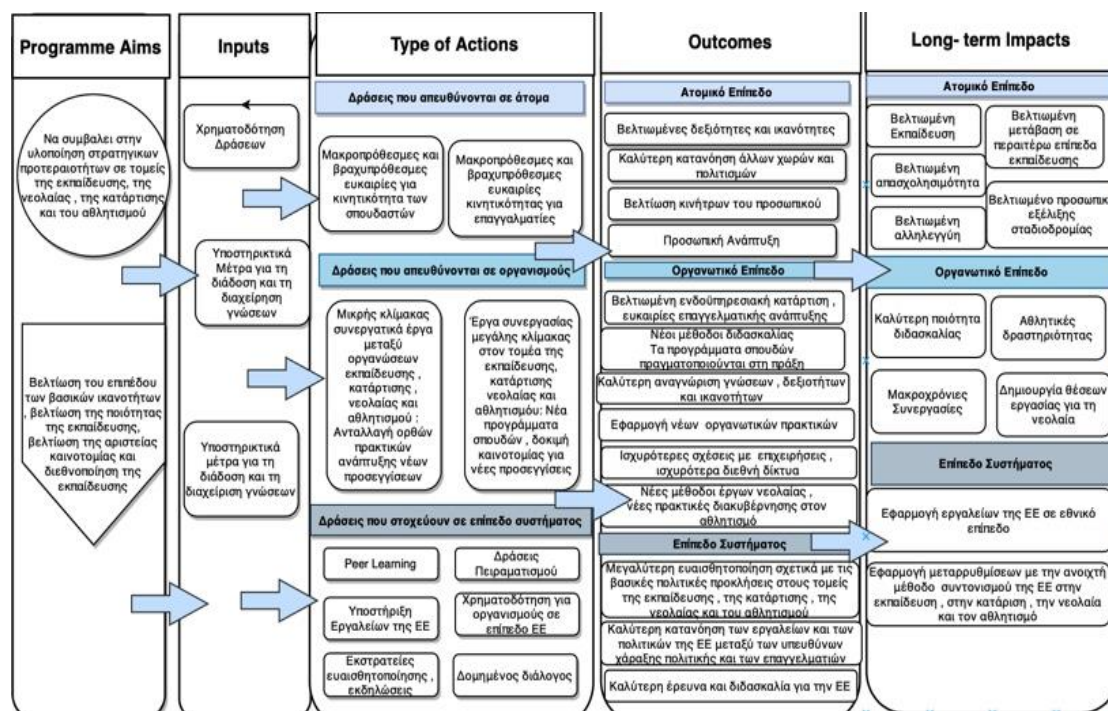 Programme Aims
Να συμβαλει στην
υλοποίηση στρατηγικων
προτεραιοτήτων σε τομείς
της εκπαίδευσης, της
νεολαίας , της κατάρτισης
και του αθλητισμού
Βελτίωση του επιπέδου
των βασικών ικανοτήτων
, βελτίωση της ποιότητας
της εκπαίδευσης,
βελτίωση της αριστείας
καινοτομίας και
διεθνοποίηση της
εκπαίδευσης
Inputs
Χρηματοδότηση
Δράσεων
Υποστηρικτικά
Μέτρα για τη
διάδοση και τη
διαχείρηση
γνώσεων
Υποστηρικτικά
μέτρα για τη
διάδοση και τη
διαχείριση γνώσεων
Type of Actions
Δράσεις που απευθύνονται σε άτομα
Μακροπρόθεσμες και
βραχυπρόθεσμες
ευκαιρίες για
κινητικότητα των
σπουδαστών
Μακροπρόθεσμες και
βραχυπρόθεσμες
ευκαιρίες
κινητικότητας για
επαγγαλματίες
Δράσεις που απευθύνονται σε οργανισμούς
Μικρής κλίμακας
συνεργατικά έργα
μεταξύ
οργανώσεων
εκπαίδευσης ,
κατάρτισης ,
νεολαίας και
αθλητισμού :
Ανταλλαγή ορθών
πρακτικών
ανάπτυξης νέων
προσεγγίσεων
Έργα συνεργασίας
μεγάλης κλίμακας
στον τομέα της
εκπαίδευσης,
κατάρτισης
νεολαίας και
αθλητισμόυ: Νέα
προγράμματα
σπουδών , δοκιμή
καινοτομίας για
νέες προσεγγίσεις
Δράσεις που στοχεύουν σε επίπεδο συστήματος
Peer Learning
Δράσεις
Πειραματισμού
Υποστήριξη
Εργαλείων της ΕΕ
Χρηματοδότηση για
οργανισμούς σε
επίπεδο ΕΕ
Εκστρατείες
ευαισθητοποίησης ,
εκδηλώσεις
Δομημένος διάλογος
Outcomes
Ατομικό Επίπεδο
Βελτιωμένες δεξιότητες και ικανότητες
Καλύτερη κατανόηση άλλων χωρών και
πολιτισμών
Βελτίωση κινήτρων του προσωπικού
Προσωπική Ανάπτυξη
Οργανωτικό Επίπεδο
Βελτιωμένη ενδοϋπηρεσιακή κατάρτιση ,
ευκαιρίες επαγγελματικής ανάπτυξης
Νέοι μέθοδοι διδασκαλίας
Τα προγράμματα σπουδών
πραγματοποιούνται στη πράξη
Καλύτερη αναγνώριση γνώσεων , δεξιοτήτων
και ικανοτήτων
Εφαρμογή νέων οργανωτικών πρακτικών
Ισχυρότερες σχέσεις με επιχειρήσεις ,
ισχυρότερα διεθνή δίκτυα
Νέες μέθοδοι έργων νεολαίας ,
νέες πρακτικές διακυβέρνησης στον
αθλητισμό
Επίπεδο Συστήματος
Μεγαλύτερη ευαισθητοποίηση σχετικά με τις
βασικές πολιτικές προκλήσεις στους τομείς
της εκπαίδευσης , της κατάρτισης , της
νεολαίας και του αθλητισμού
Καλύτερη κατανόηση των εργαλείων και των
πολιτικών της ΕΕ μεταξύ των υπευθύνων
χάραξης πολιτικής και των επαγγελματιών
Καλύτερη έρευνα και διδασκαλία για την ΕΕ
Long- term Impacts
Ατομικό Επίπεδο
Βελτιωμένη
Εκπαίδευση
Βελτιωμένη
μετάβαση σε
περαιτέρω επίπεδα
εκπαίδευσης
Βελτιωμένη
απασχολησιμότητα
Βελτιωμένο προσωπικ
εξέλιξης
σταδιοδρομίας
Βελτιωμένη
αλληλεγγύη
Οργανωτικό Επίπεδο
Καλύτερη ποιότητα
διδασκαλίας
Αθλητικές
δραστηριότητες
Μακροχρόνιες
Συνεργασίες
Δημιουργία θέσεων
εργασίας για τη
νεολαία
Επίπεδο Συστήματος
Εφαρμογή εργαλείων της ΕΕ σε εθνικό
επίπεδο
Εφαρμογή μεταρρυθμίσεων με την ανοιχτή
μέθοδο συντονισμού της ΕΕ στην
εκπαίδευση , στην κατάριση , την νεολαία
και τον αθλητισμό